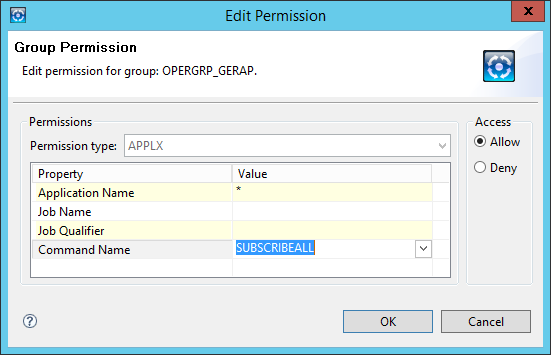 Edit Permission
X
Group Permission
Edit permission for group: OPERGRP_GERAP.
Permissions
Access
Permission type: APPLX
Allow
Deny
Property Value
Application Name *
Job Name
Job Qualifier
Command Name SUBSCRIBEALL
?
OK Cancel